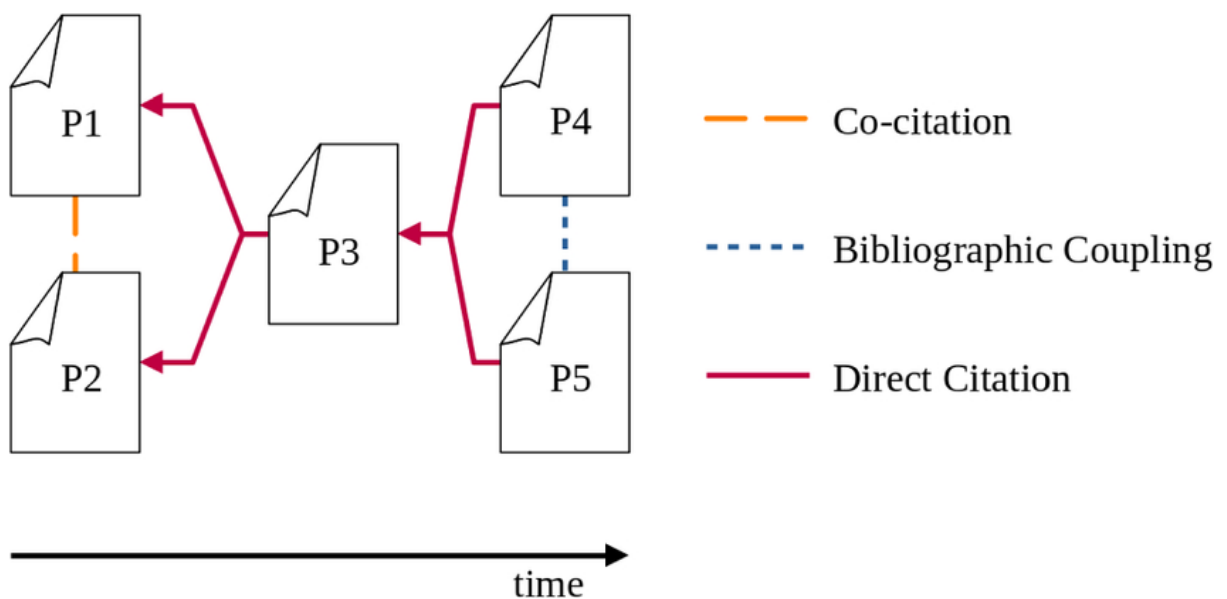 P1
P2
P3
P4
P5
Co-citation
Bibliographic Coupling
Direct Citation
time